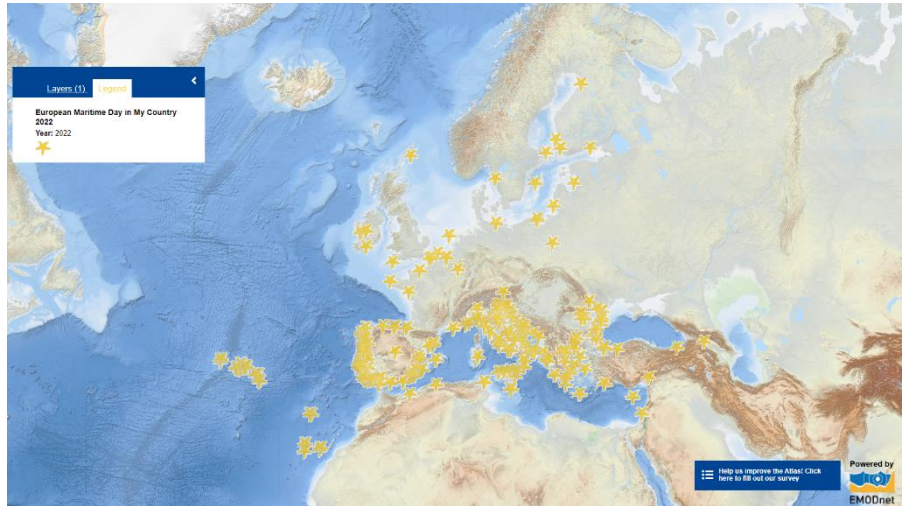 Layers (1) Legend
European Maritime Day in My Country
2022
Year: 2022
Help us improve the Atlas! Click
here to fill out our survey
Powered by
EMODnet